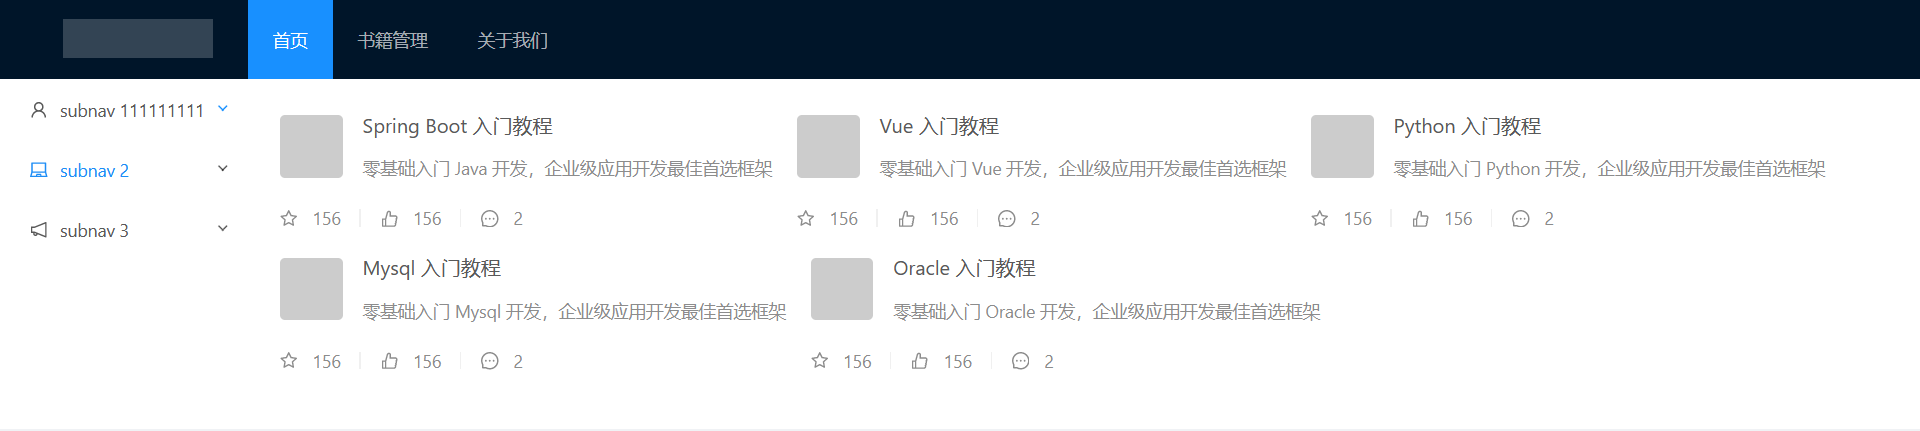 首页 书籍管理 关于我们
subnav 111111111
subnav 2
subnav 3
Spring Boot 入门教程
零基础入门 Java 开发，企业级应用开发最佳首选框架
156 156 2
Vue 入门教程
零基础入门 Vue 开发，企业级应用开发最佳首选框架
156 156 2
Python 入门教程
零基础入门 Python 开发，企业级应用开发最佳首选框架
156 156 2
Mysql 入门教程
零基础入门 Mysql 开发，企业级应用开发最佳首选框架
156 156 2
Oracle 入门教程
零基础入门 Oracle 开发，企业级应用开发最佳首选框架
156 156 2